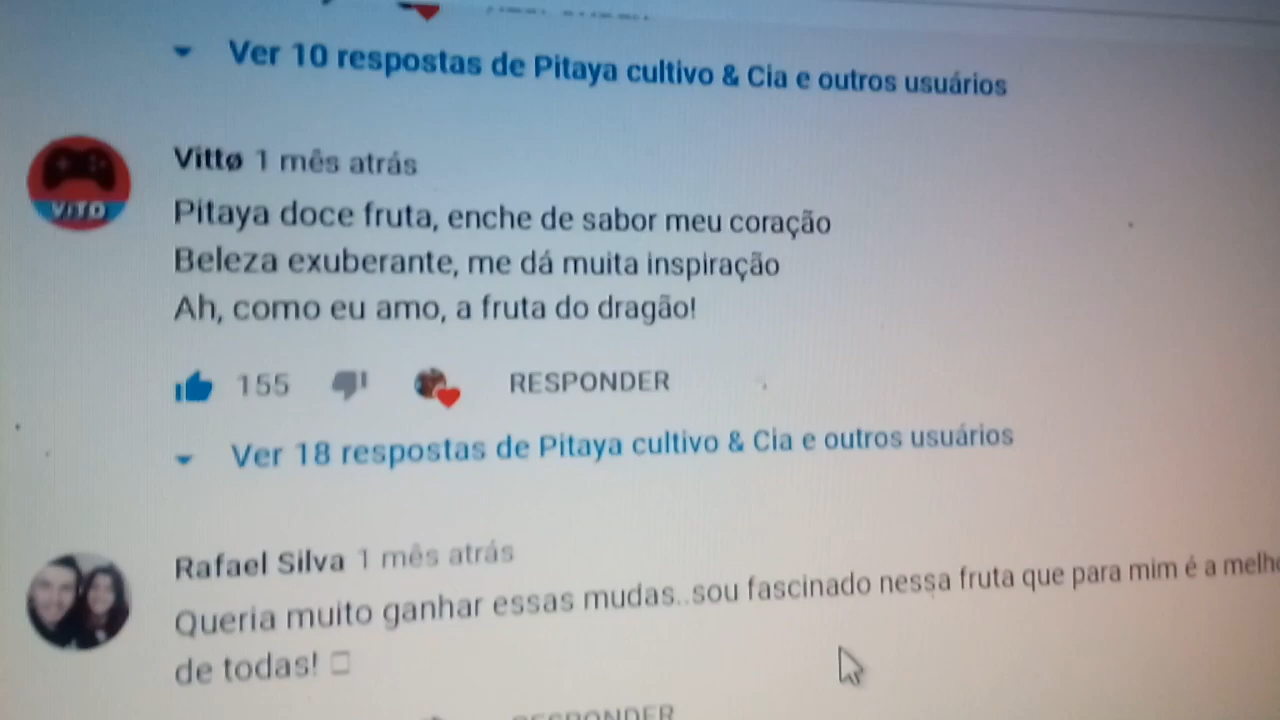 Ver 10 respostas de Pitaya cultivo & Cia e outros usuários
Vittø 1 mês atrás
VITO
Pitaya doce fruta, enche de sabor meu coração
Beleza exuberante, me dá muita inspiração
Ah, como eu amo, a fruta do dragão!
155 RESPONDER
Ver 18 respostas de Pitaya cultivo & Cia e outros usuários
Rafael Silva 1 mês atrás
Queria muito ganhar essas mudas..sou fascinado nessa fruta que para mim é a melho
de todas!
RESPONDER